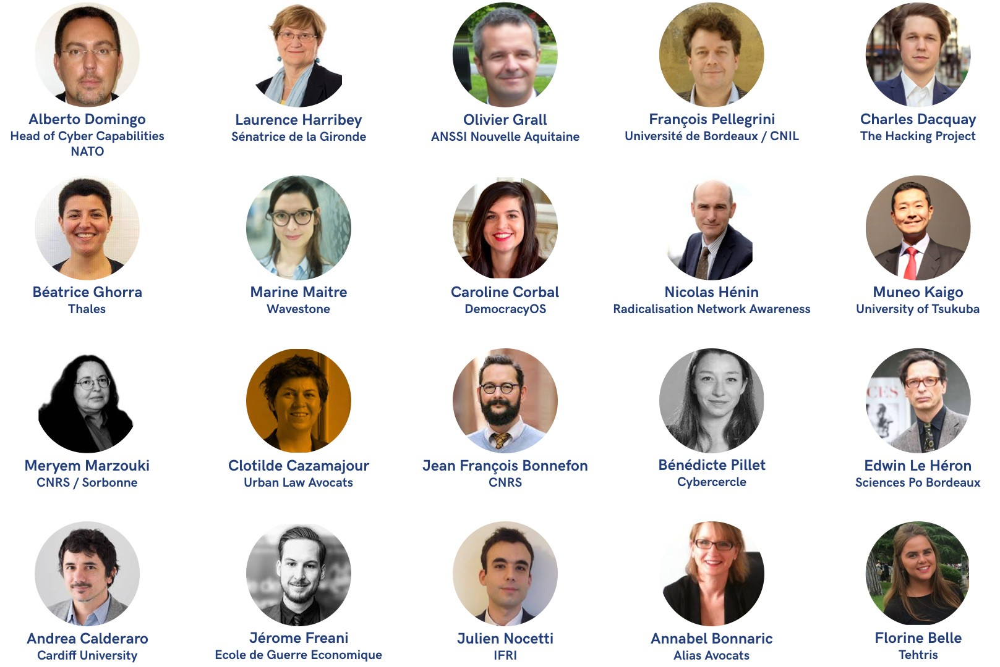 Alberto Domingo
Head of Cyber Capabilities
NATO
Laurence Harribey
Sénatrice de la Gironde
Olivier Grall
ANSSI Nouvelle Aquitaine
François Pellegrini
Université de Bordeaux / CNIL
Charles Dacquay
The Hacking Project
Béatrice Ghorra
Thales
Marine Maitre
Wavestone
Caroline Corbal
DemocracyOS
Nicolas Hénin
Radicalisation Network Awareness
Muneo Kaigo
University of Tsukuba
Meryem Marzouki
CNRS / Sorbonne
Clotilde Cazamajour
Urban Law Avocats
Jean François Bonnefon
CNRS
Bénédicte Pillet
Cybercercle
CES
Edwin Le Héron
Sciences Po Bordeaux
Andrea Calderaro
Cardiff University
Jérome Freani
Ecole de Guerre Economique
Julien Nocetti
IFRI
Annabel Bonnaric
Alias Avocats
Florine Belle
Tehtris